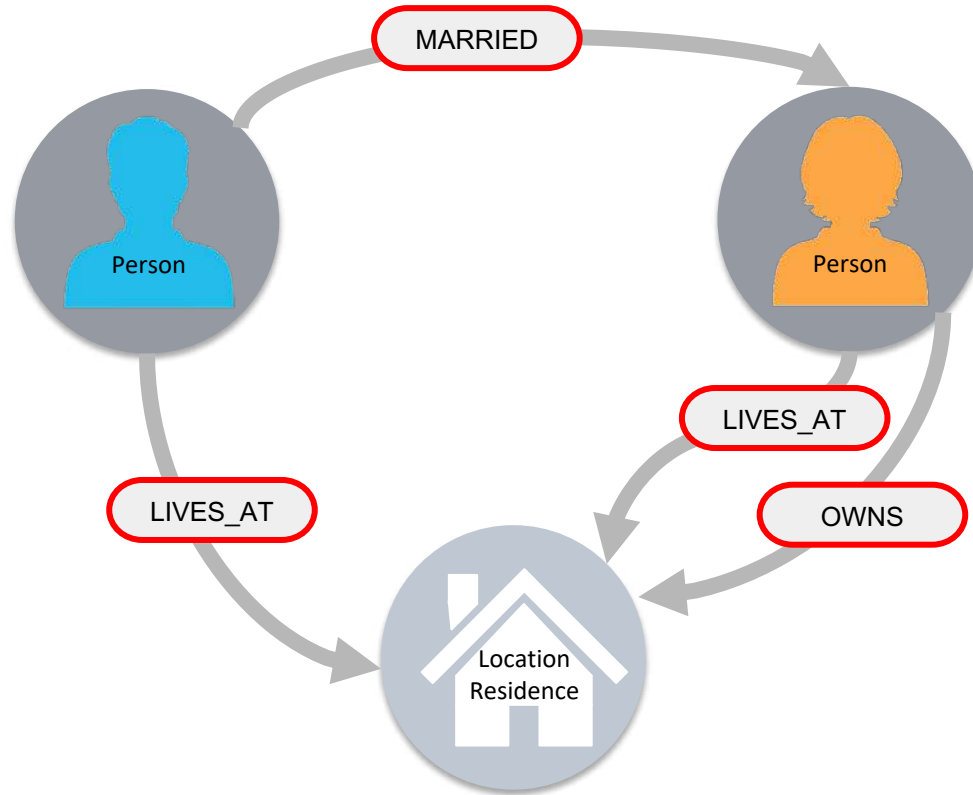 MARRIED
Person
Person
LIVES_AT
LIVES_AT
OWNS
Location
Residence